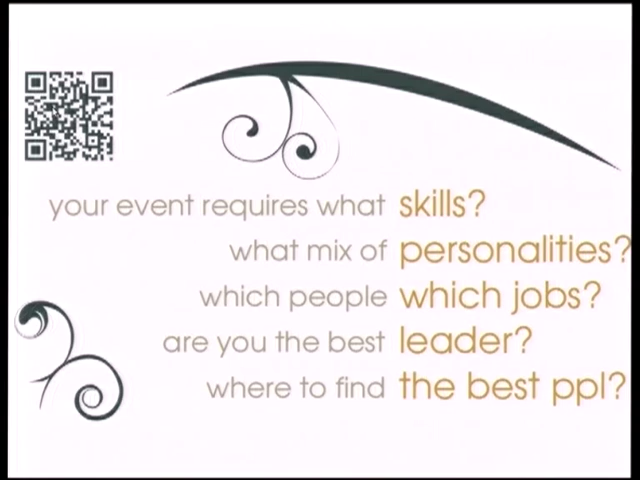 your event requires what skills?
what mix of personalities?
which people which jobs?
are you the best leader?
where to find the best ppl?